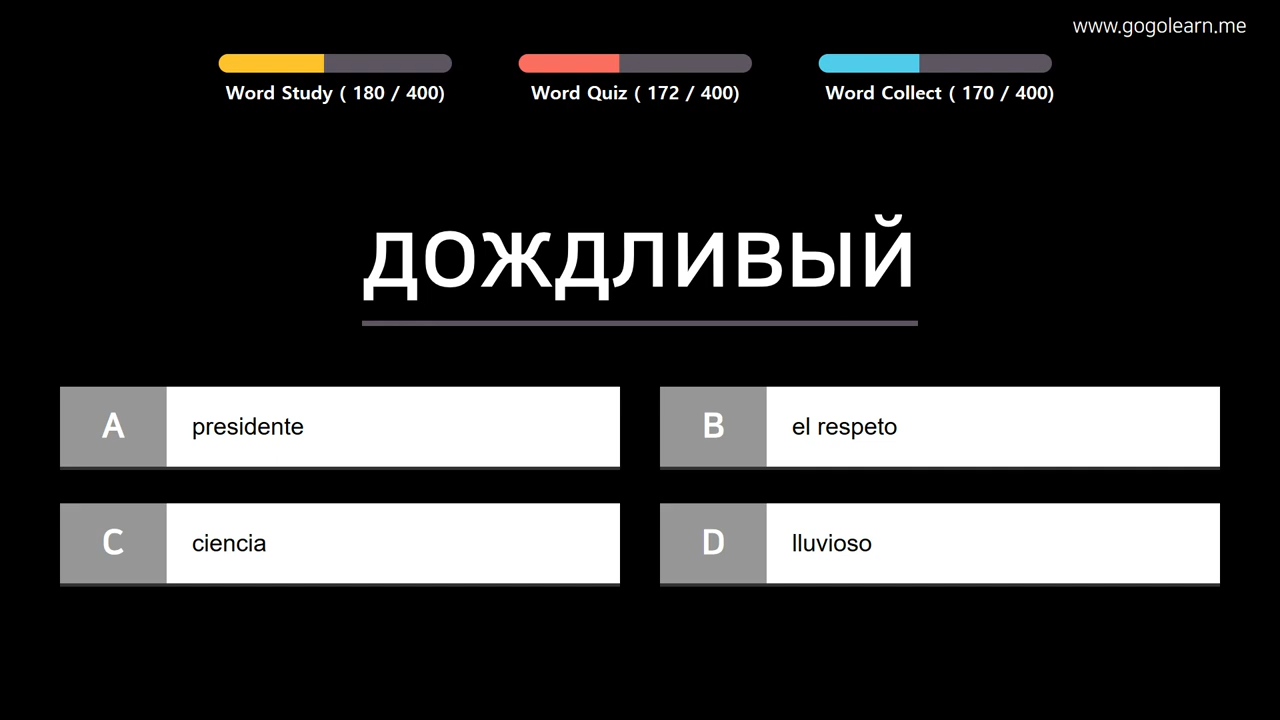 www.gogolearn.me
Word Study ( 180 / 400)
Word Quiz ( 172 / 400)
Word Collect ( 170 / 400)
дождливый
A presidente
B el respeto
C ciencia
D lluvioso